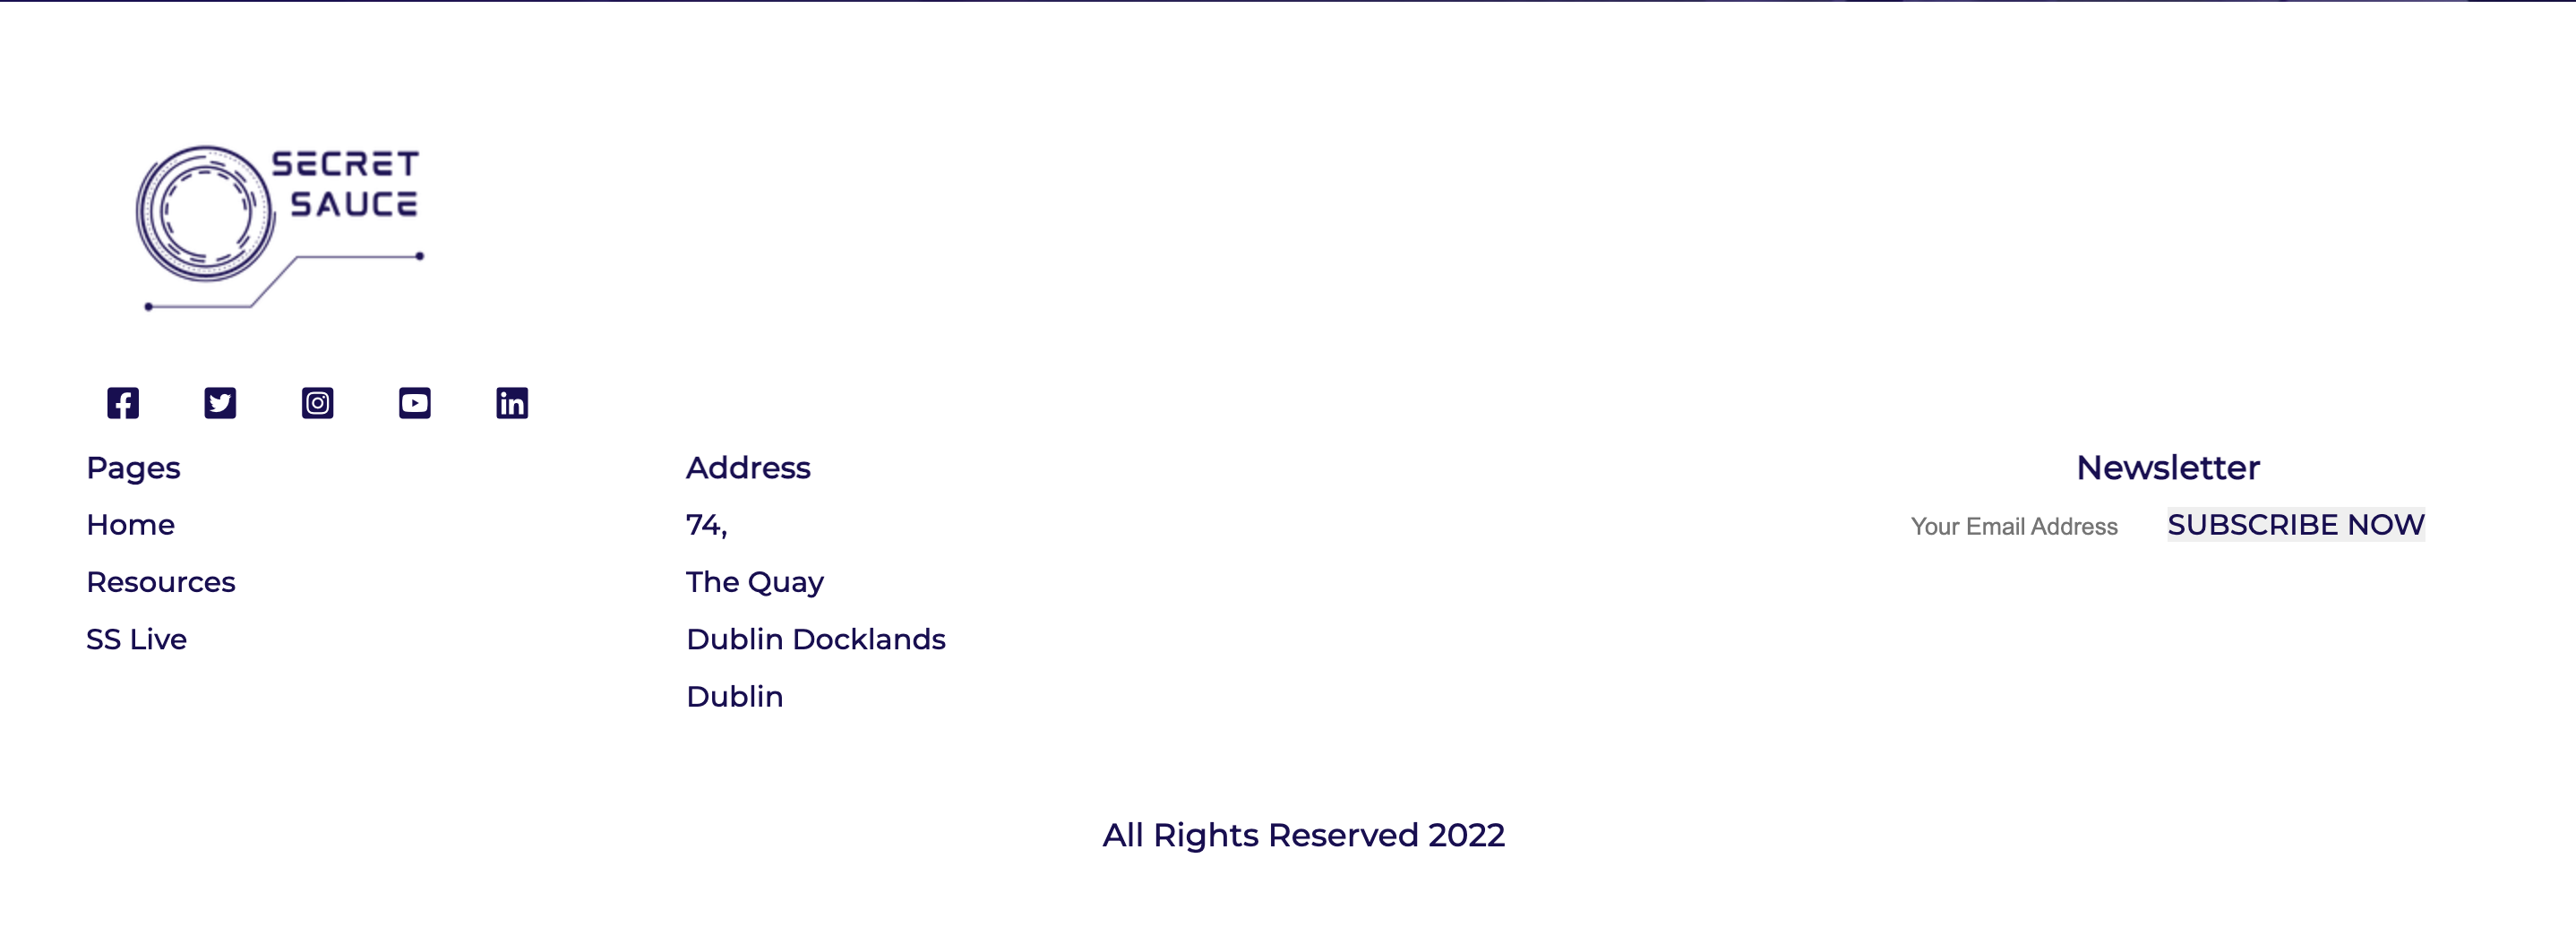 SECRET
SAUCE
Pages
Home
Resources
SS Live
Address
74,
The Quay
Dublin Docklands
Dublin
Newsletter
Your Email Address
SUBSCRIBE NOW
All Rights Reserved 2022